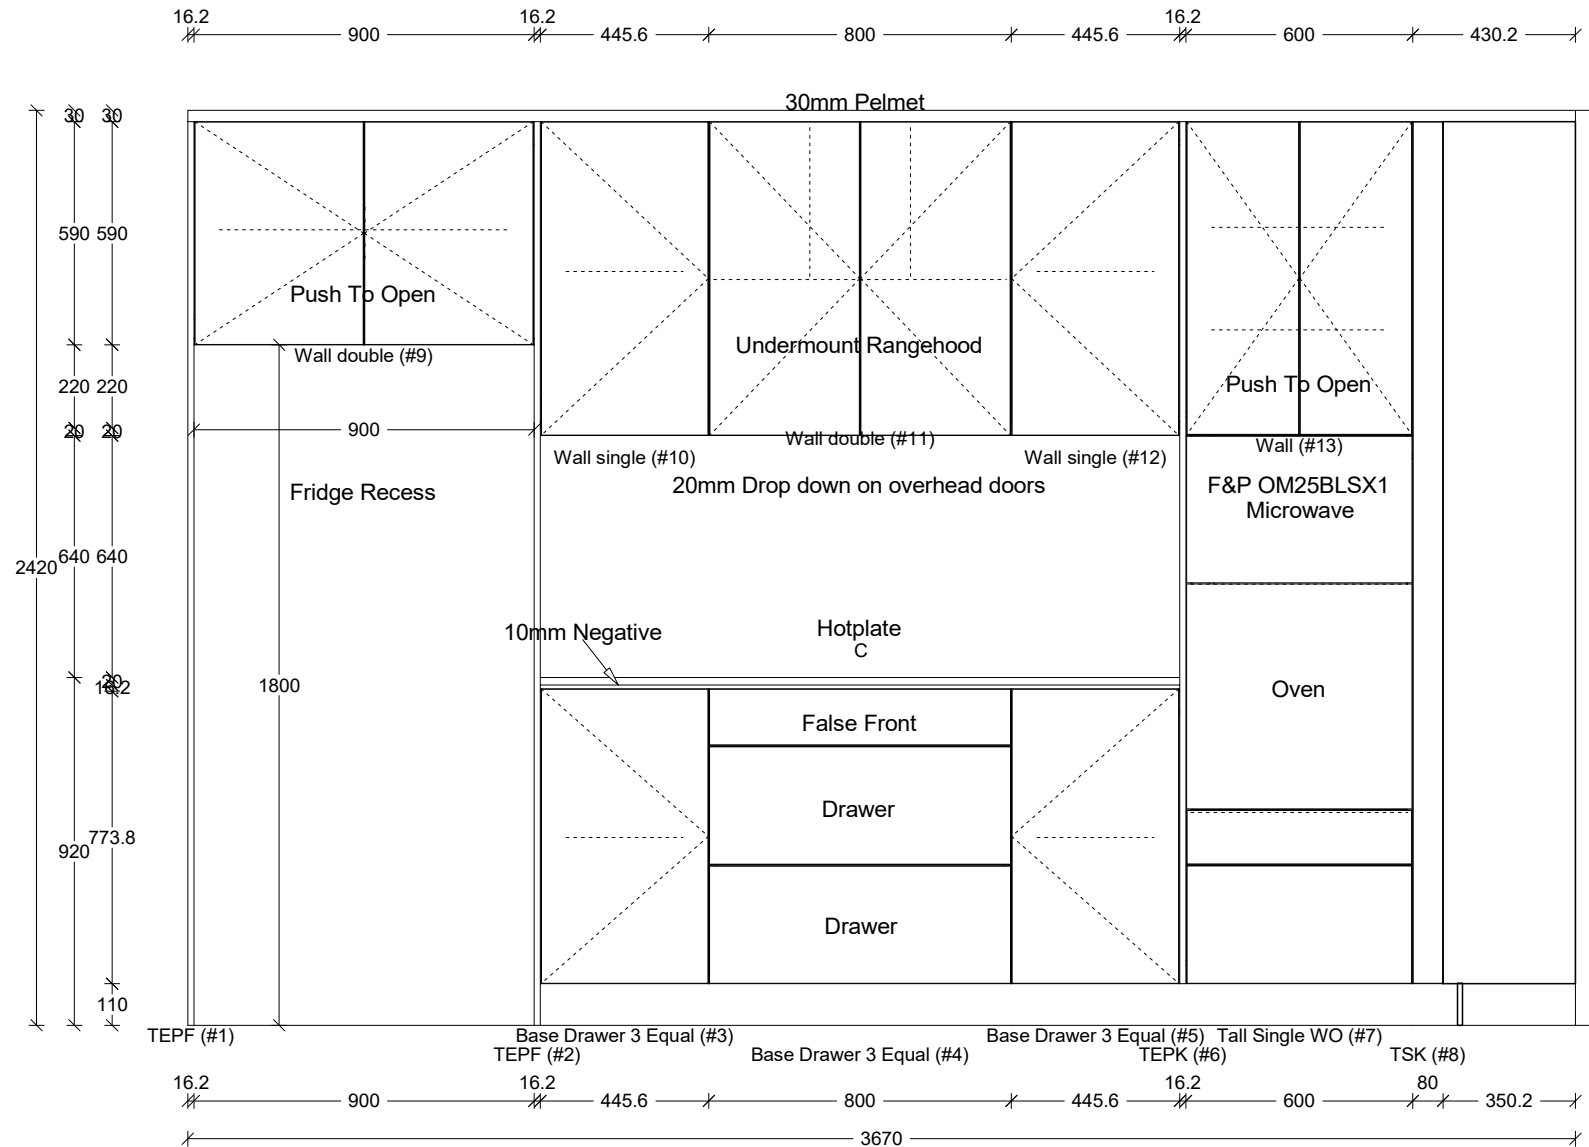 16.2 16.2 16.2
900 445.6 800 445.6 600 430.2
30mm Pelmet
30 30
590 590
Push To Open
Undermount Rangehood
Wall double (#9)
220 220
Push To Open
900
20 20
Wall double (#11)
Wall (#13)
Wall single (#10)
Wall single (#12)
20mm Drop down on overhead doors
Fridge Recess
F&P OM25BLSX1
Microwave
640 640
2420
10mm Negative
Hotplate
C
20
16.2
1800
Oven
False Front
Drawer
773.8
920
Drawer
110
TEPF (#1)
Base Drawer 3 Equal (#3)
Base Drawer 3 Equal (#5)
Tall Single WO (#7)
TEPF (#2)
Base Drawer 3 Equal (#4)
TEPK (#6)
TSK (#8)
16.2 16.2 16.2 80
900 445.6 800 445.6 600 350.2
3670